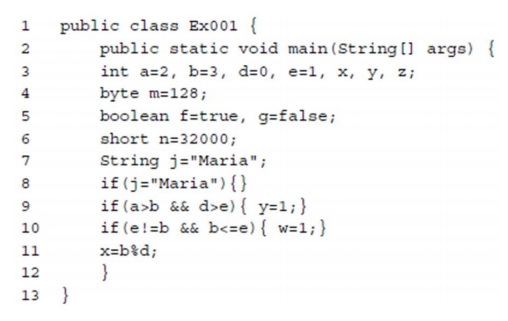 1 public class Ex001 {
2 public static void main(String[] args) {
3 int a=2, b=3, d=0, e=1, x, y, z;
4 byte m=128;
5 boolean f=true, g=false;
6 short n=32000;
7 String j="Maria";
8 if(j="Maria"){}
9 if(a>b && d>e){ y=1;}
10 if(e!=b && b<=e){ w=1;}
11 x=b%d;
12 }
13 }